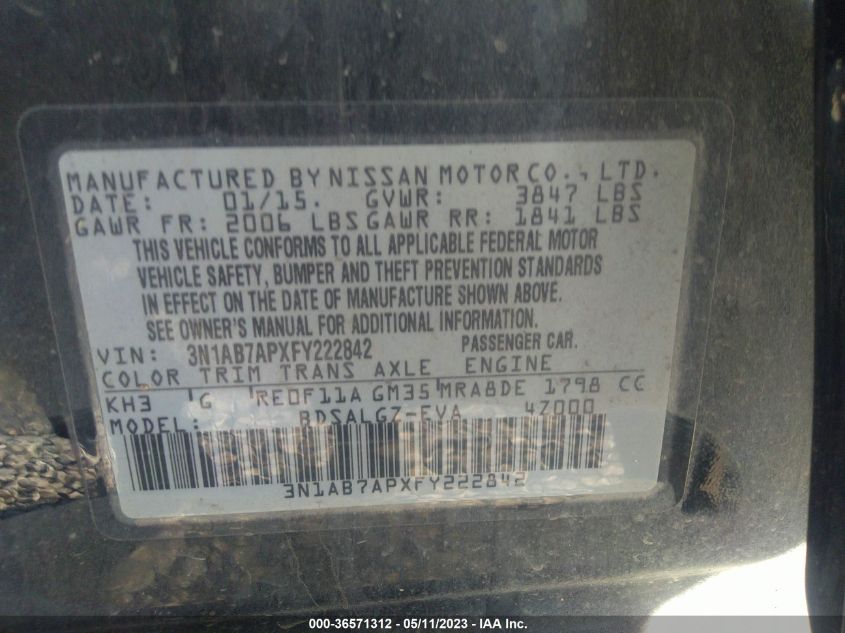 MANUFACTURED BY NISSAN MOTOR CO., LTD.
DATE: 01/15. GVWR: 3847 LBS
GAWR FR: 2006 LBS GAWR RR: 1841 LBS
THIS VEHICLE CONFORMS TO ALL APPLICABLE FEDERAL MOTOR
VEHICLE SAFETY, BUMPER AND THEFT PREVENTION STANDARDS
IN EFFECT ON THE DATE OF MANUFACTURE SHOWN ABOVE.
SEE OWNER'S MANUAL FOR ADDITIONAL INFORMATION.
VIN: 3N1AB7APXFY222842 PASSENGER CAR.
COLOR TRIM TRANS AXLE ENGINE
KH3 G RE0F11A GM35 MRA8DE 1798 CC
MODEL: BDSALGZ-EVA 4Z000
3N1AB7APXFY222842
000-36571312 - 05/11/2023 - IAA Inc.